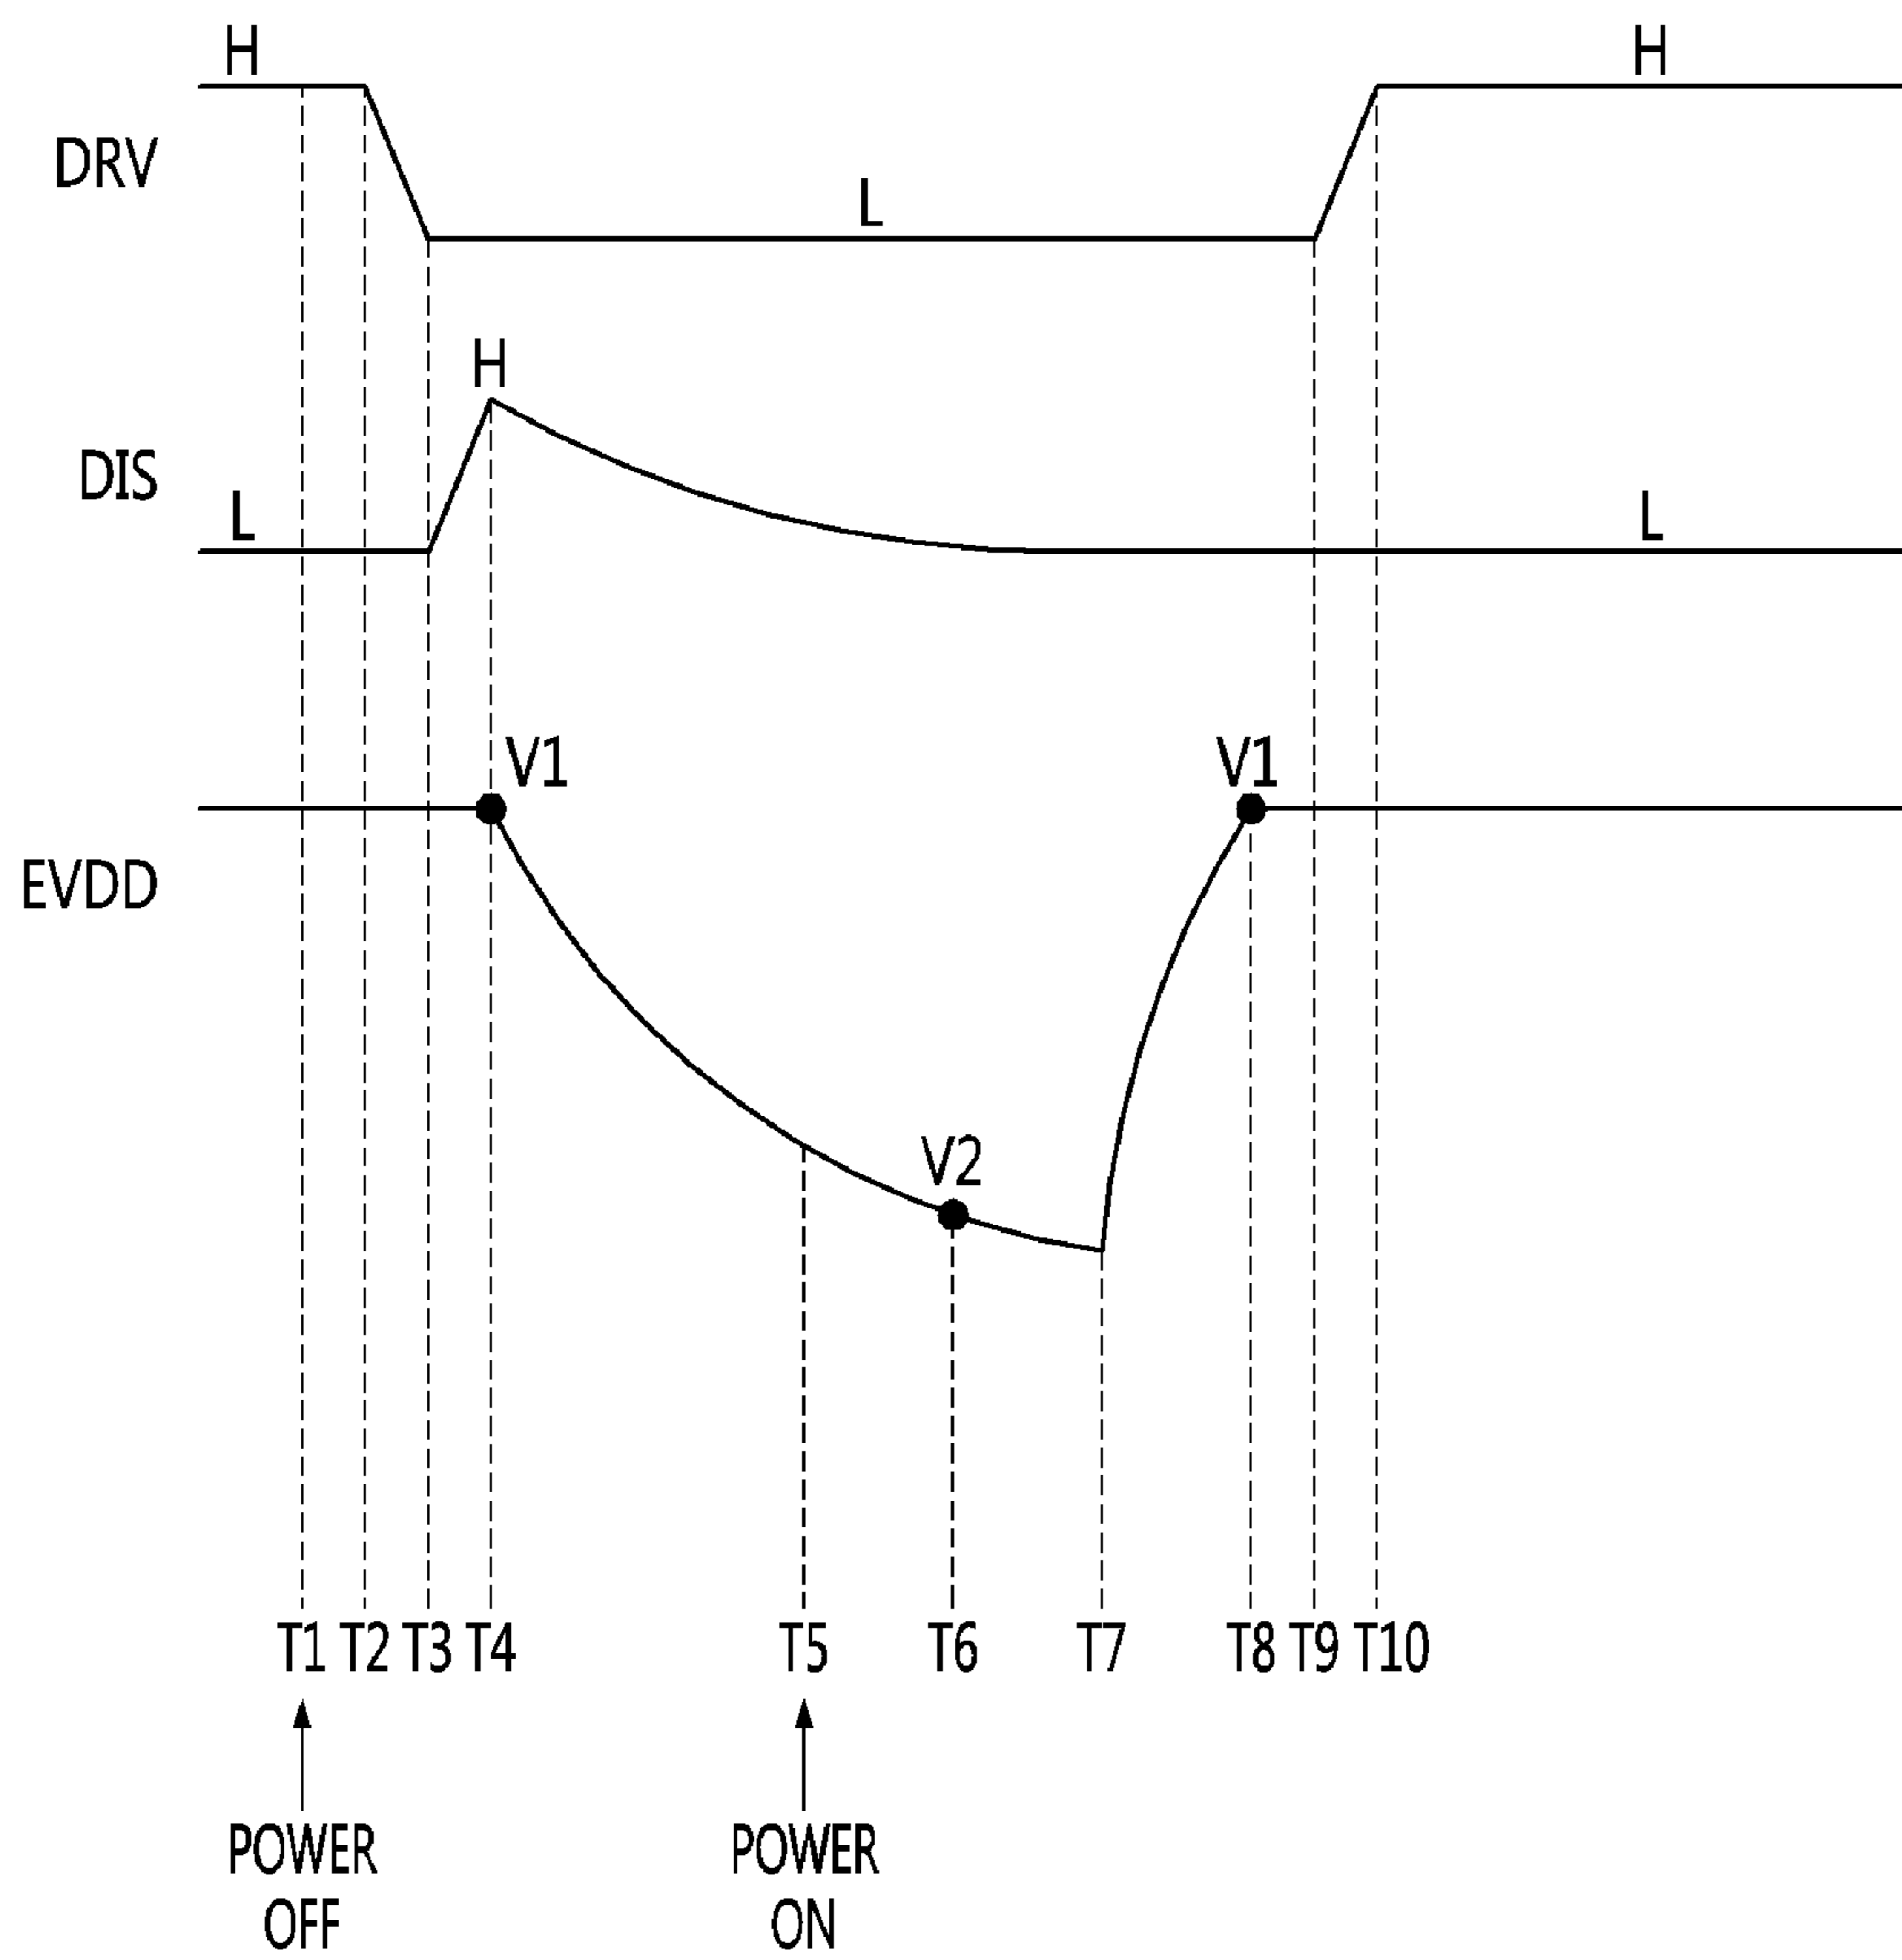 H
H
DRV
L
H
DIS
L
L
V1
V1
EVDD
V2
T1 T2 T3 T4 T5 T6 T7 T8 T9 T10
POWER
OFF
POWER
ON